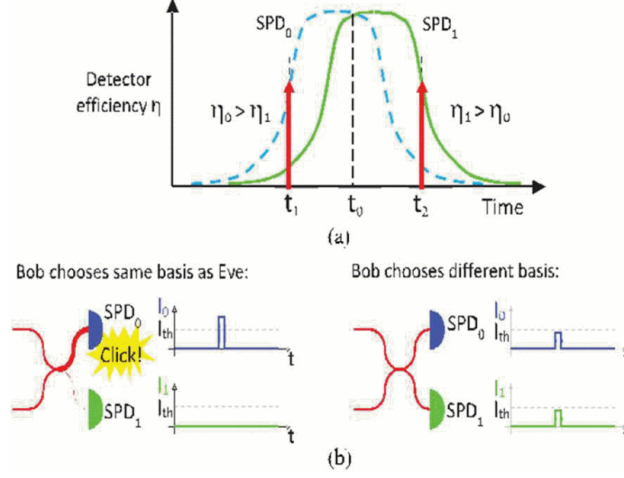 SPD₀
SPD₁
Detector
efficiency η
η₀ > η₁
η₁ > η₀
t₁
t₀
t₂
Time
(a)
Bob chooses same basis as Eve:
SPD₀
Click!
SPD₁
I₀
Ith
t
I₁
Ith
t
Bob chooses different basis:
SPD₀
SPD₁
I₀
Ith
I₁
Ith
(b)